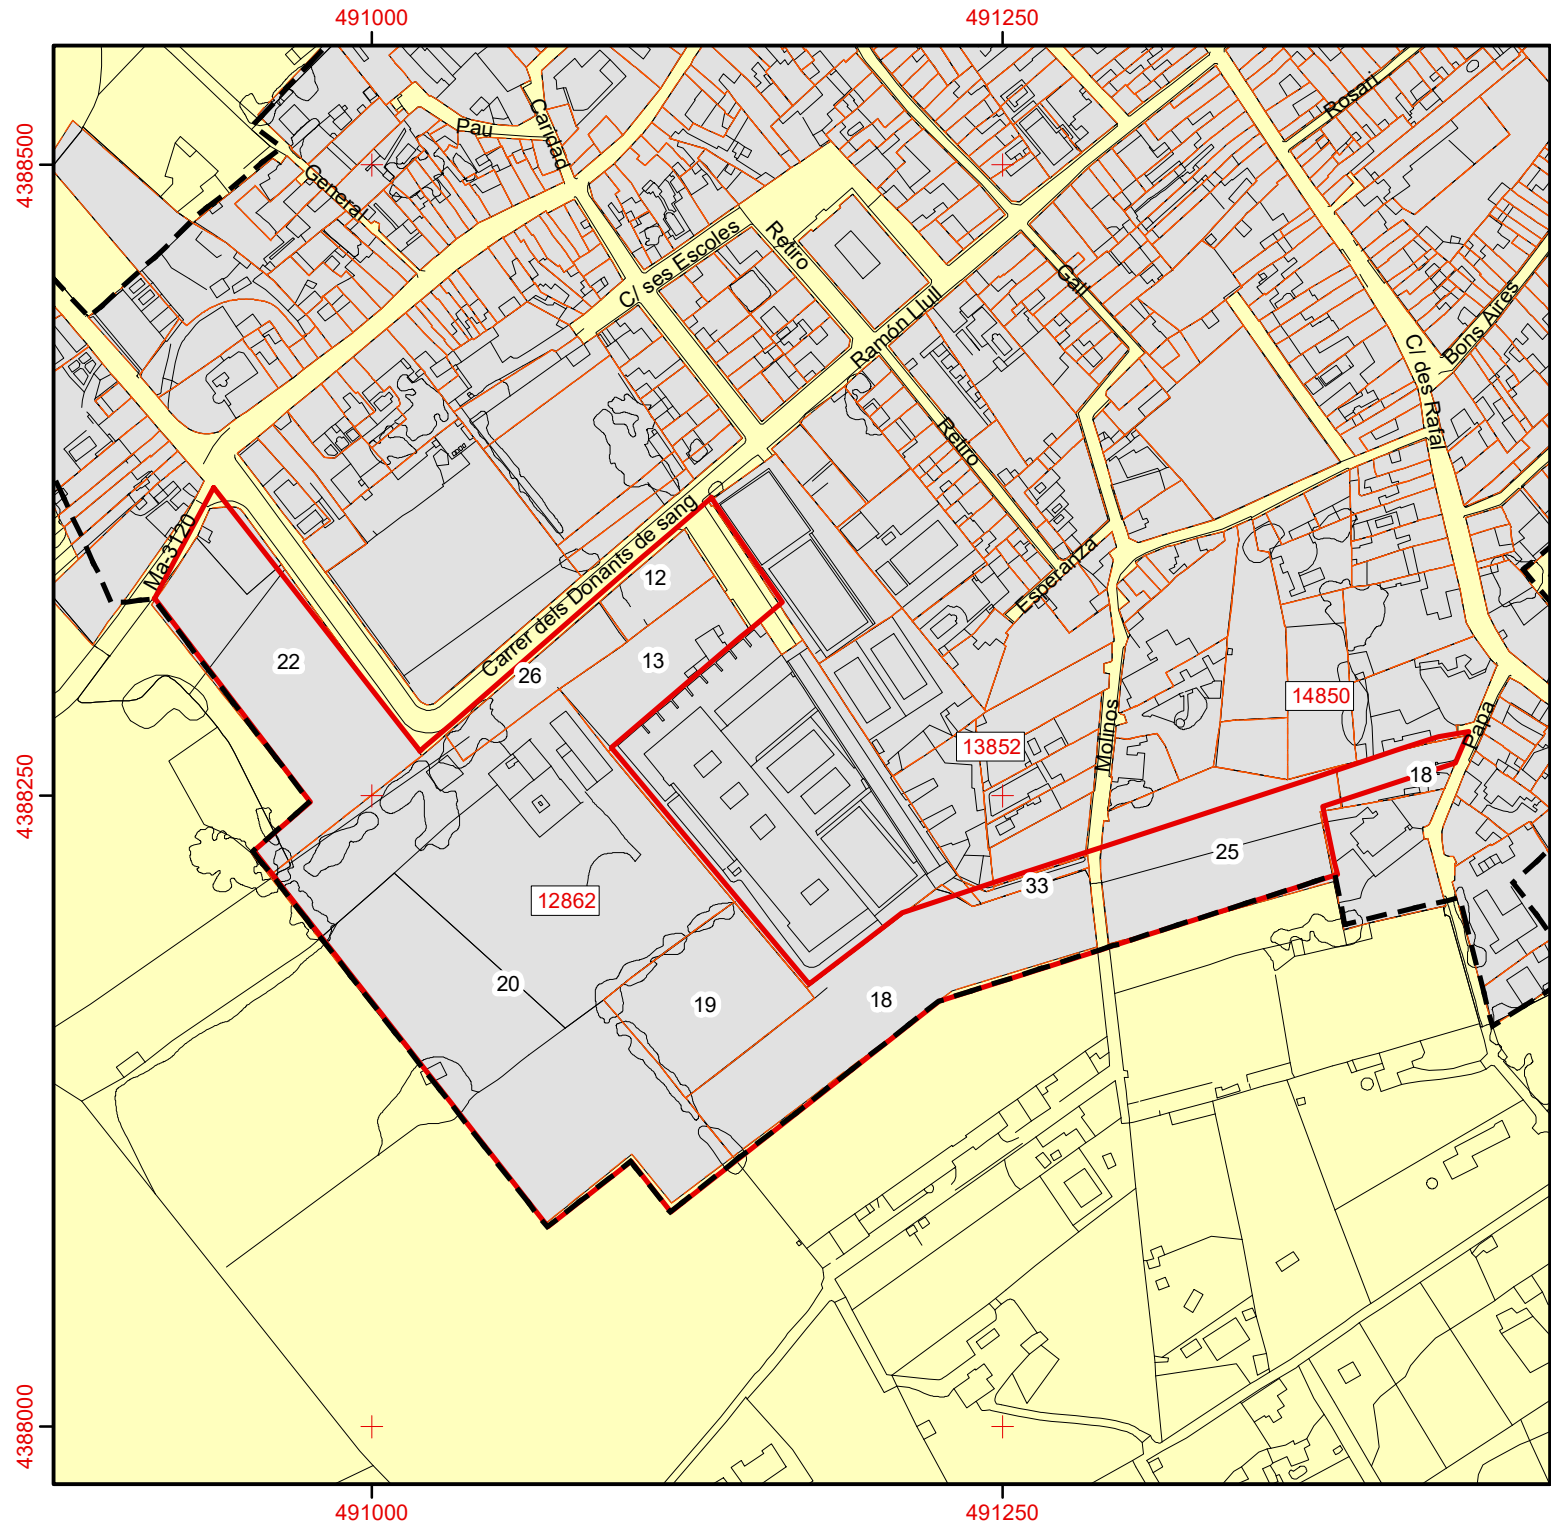 491000
491250
4388500
4388250
4388000
Pau
Caridad
Rosari
General
C/ ses Escoles
Retiro
Gall
Ramón Llull
Bons Aires
C/ des Rafal
Retiro
Ma-3120
Carrer dels Donants de sang
Esperanza
12
22
13
26
14850
13852
Molinos
Papa
18
25
33
12862
20
19
18
491000
491250